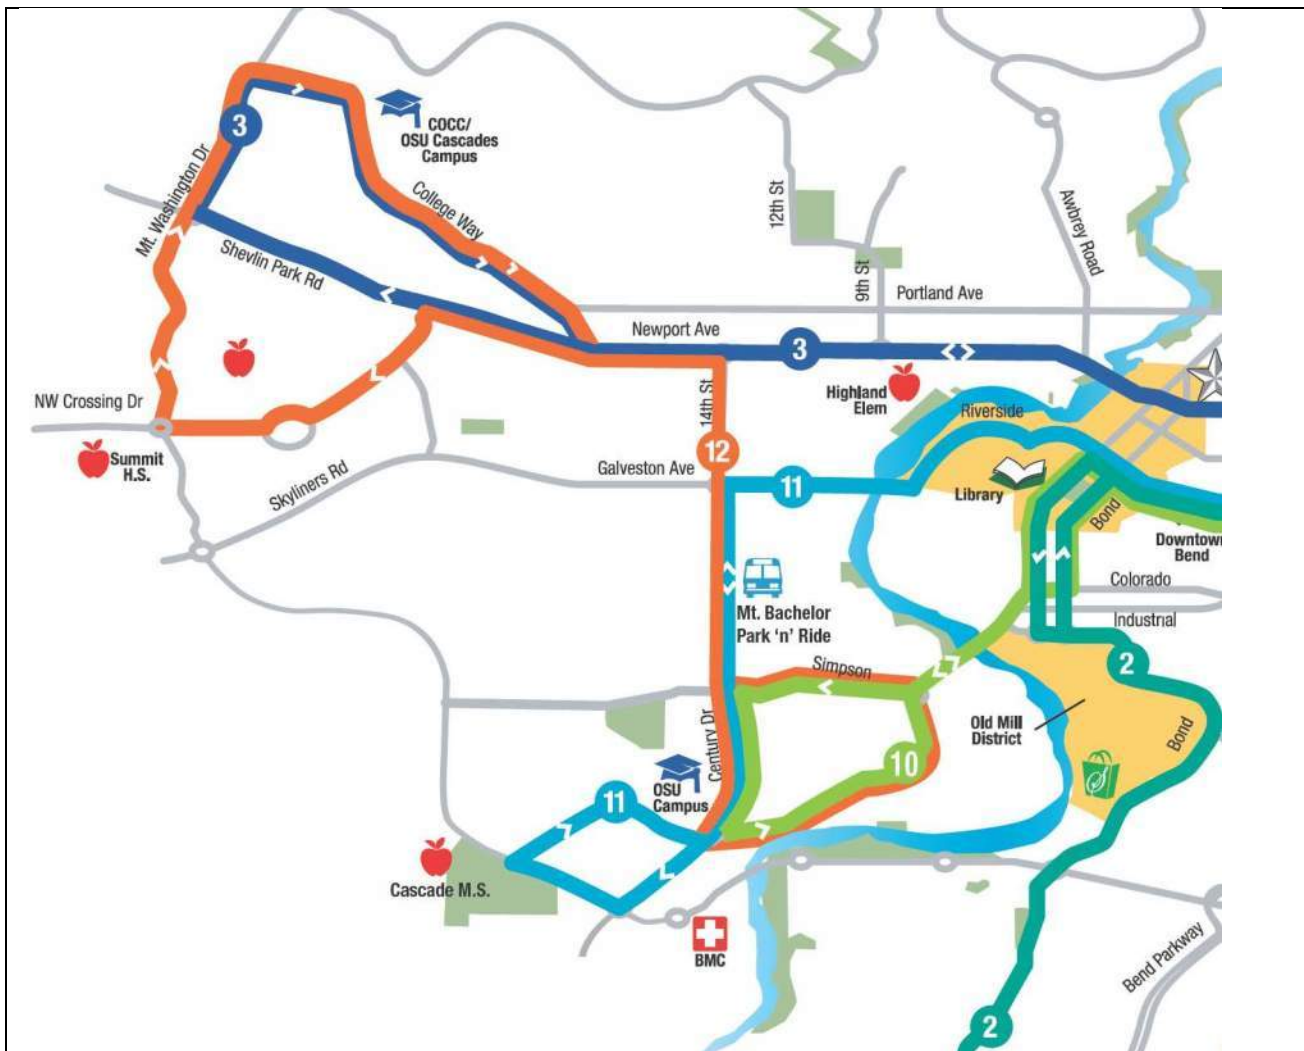 3
COCC/
OSU Cascades
Campus
Mt. Washington Dr
College Way
12th St
Awbrey Road
Shevlin Park Rd
9th St
Portland Ave
Newport Ave
3
Highland
Elem
14th St
NW Crossing Dr
Riverside
Summit
H.S.
12
Galveston Ave
Skyliners Rd
11
Library
Bond
Downtown
Bend
Colorado
Industrial
Mt. Bachelor
Park 'n' Ride
Simpson
2
Old Mill
District
Bond
Century Dr
10
S
OSU
Campus
11
Cascade M.S.
BMC
Bend Parkway
2